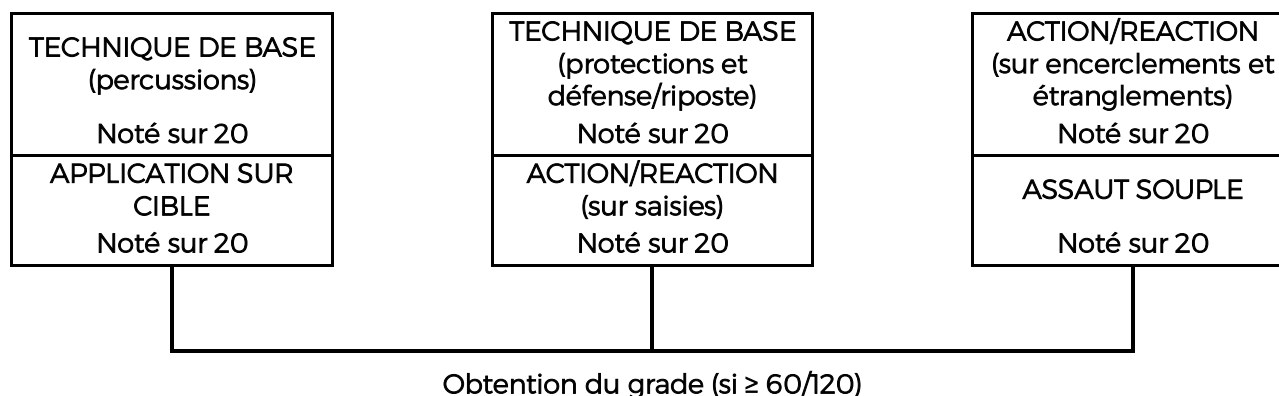 TECHNIQUE DE BASE
(percussions)
Noté sur 20
APPLICATION SUR
CIBLE
Noté sur 20
TECHNIQUE DE BASE
(protections et
défense/riposte)
Noté sur 20
ACTION/REACTION
(sur saisies)
Noté sur 20
ACTION/REACTION
(sur encerclements et
étranglements)
Noté sur 20
ASSAUT SOUPLE
Noté sur 20
Obtention du grade (si ≥ 60/120)